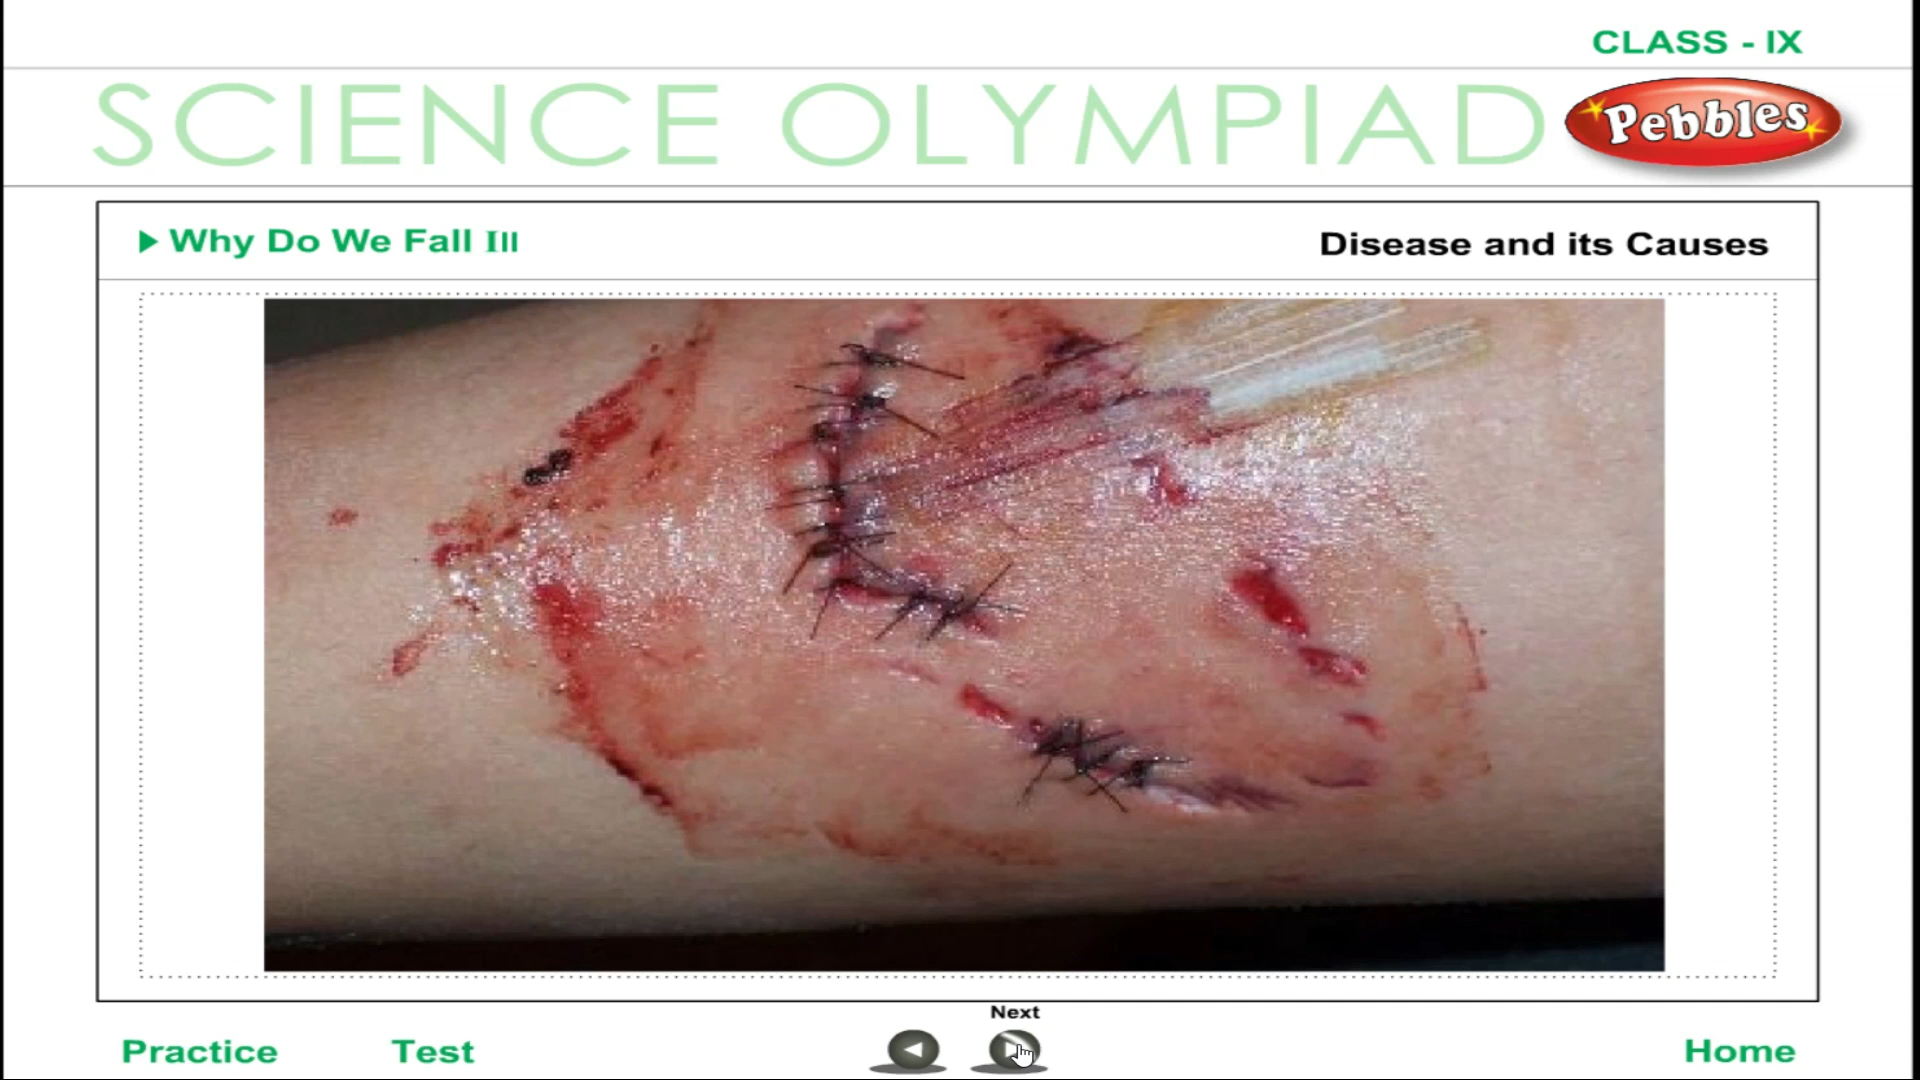 CLASS - IX
SCIENCE OLYMPIAD
Pebbles
Why Do We Fall Ill
Disease and its Causes
Next
Practice
Test
Home